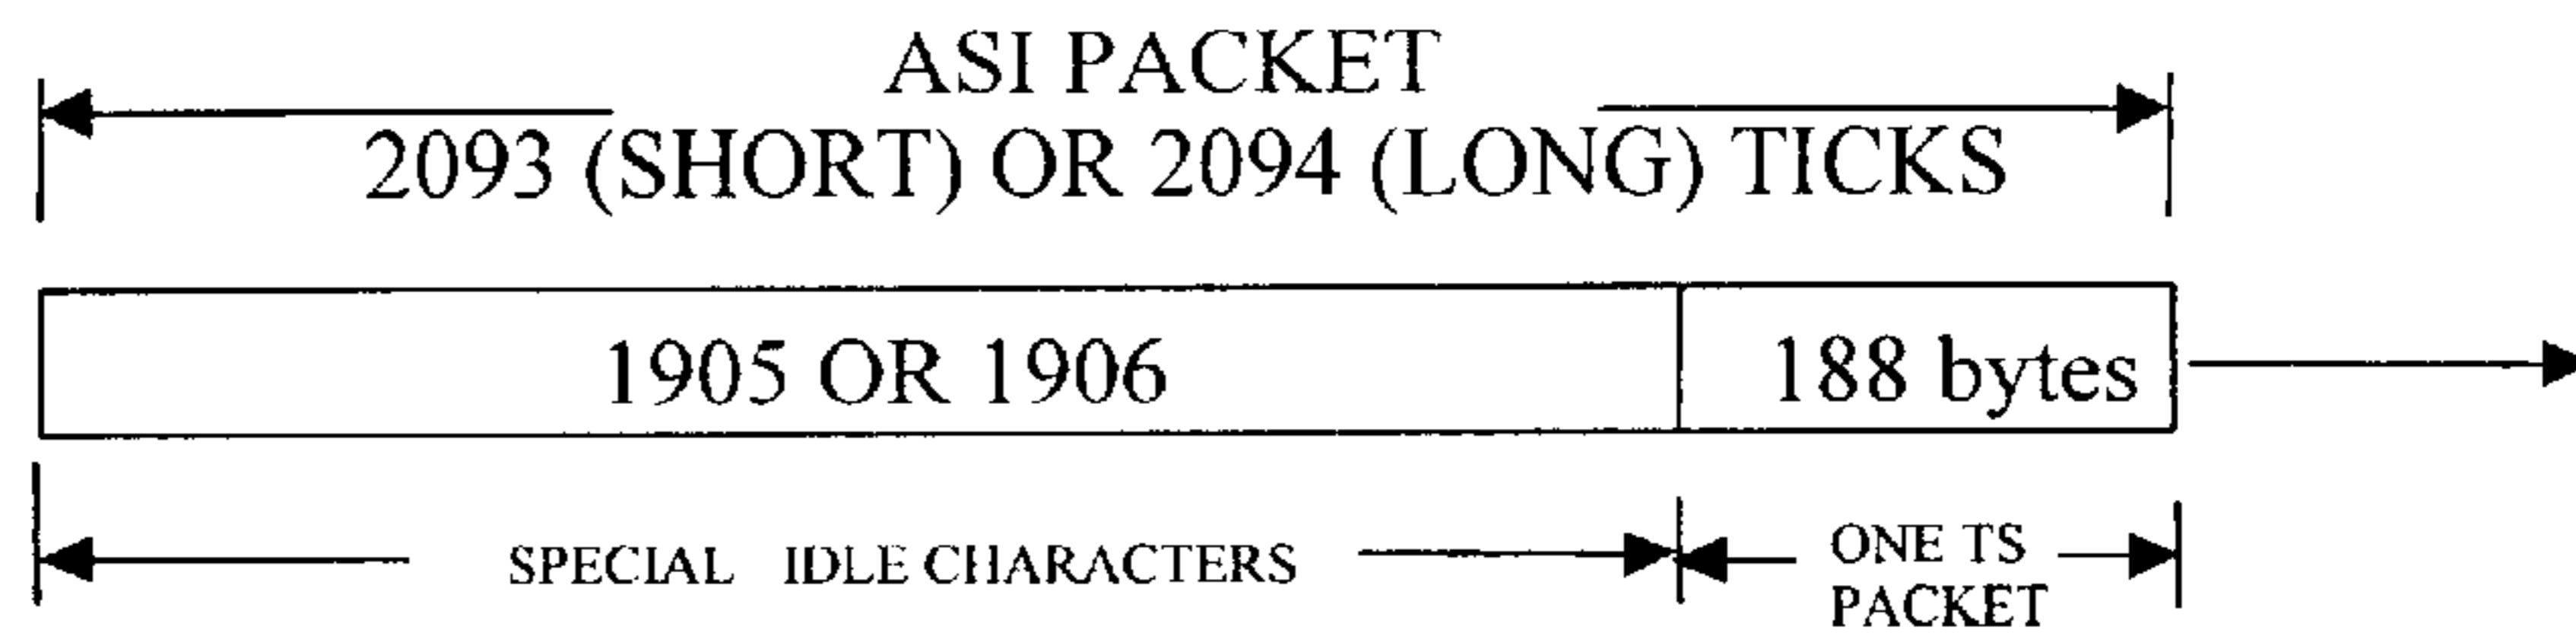 ASI PACKET
2093 (SHORT) OR 2094 (LONG) TICKS
1905 OR 1906
188 bytes
SPECIAL IDLE CHARACTERS
ONE TS
PACKET